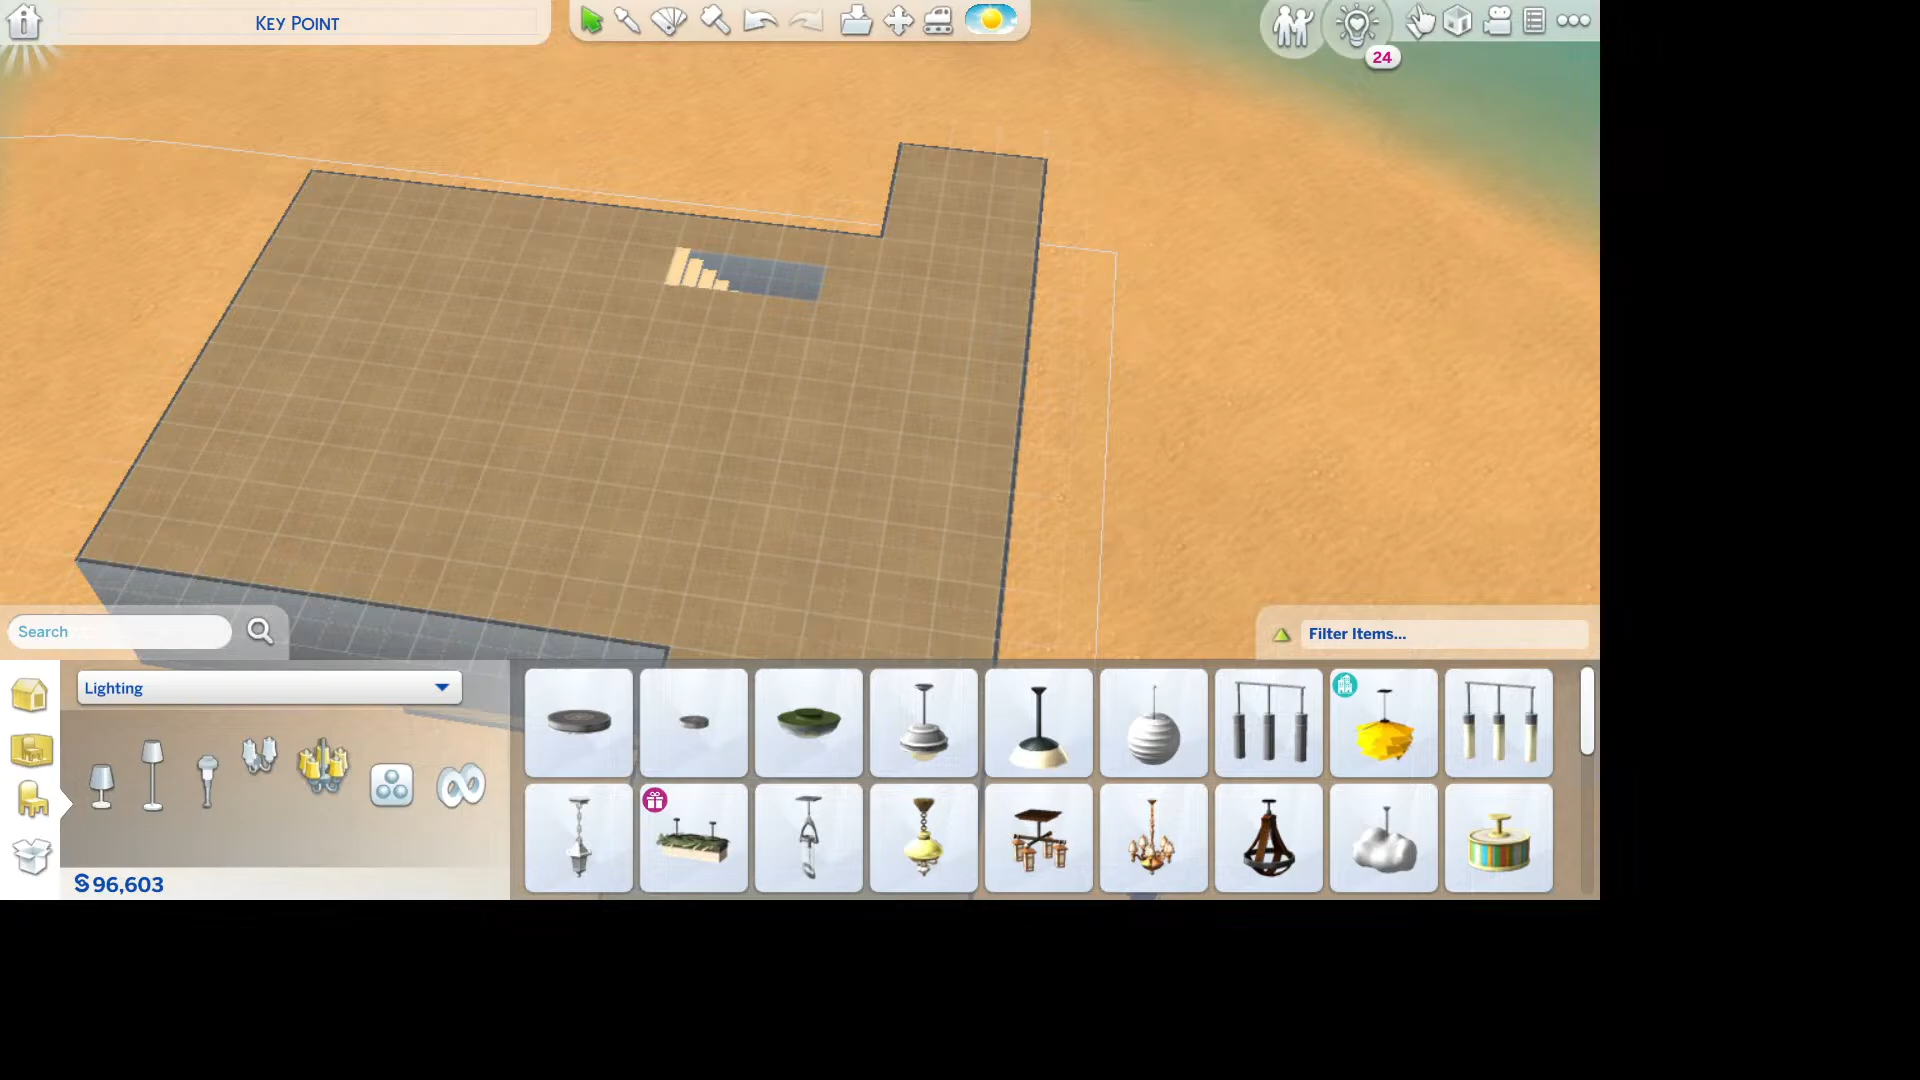 KEY POINT
24
Search
Filter Items...
Lighting
§96,603